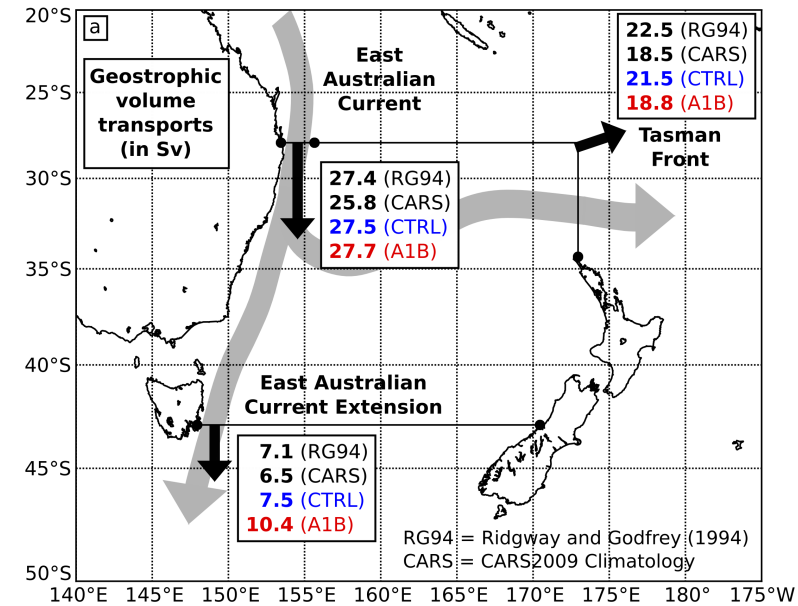 a
Geostrophic
volume
transports
(in Sv)
East
Australian
Current
22.5 (RG94)
18.5 (CARS)
21.5 (CTRL)
18.8 (A1B)
Tasman
Front
27.4 (RG94)
25.8 (CARS)
27.5 (CTRL)
27.7 (A1B)
East Australian
Current Extension
7.1 (RG94)
6.5 (CARS)
7.5 (CTRL)
10.4 (A1B)
RG94 = Ridgway and Godfrey (1994)
CARS = CARS2009 Climatology
20°S
25°S
30°S
35°S
40°S
45°S
50°S
140°E 145°E 150°E 155°E 160°E 165°E 170°E 175°E 180° 175°W